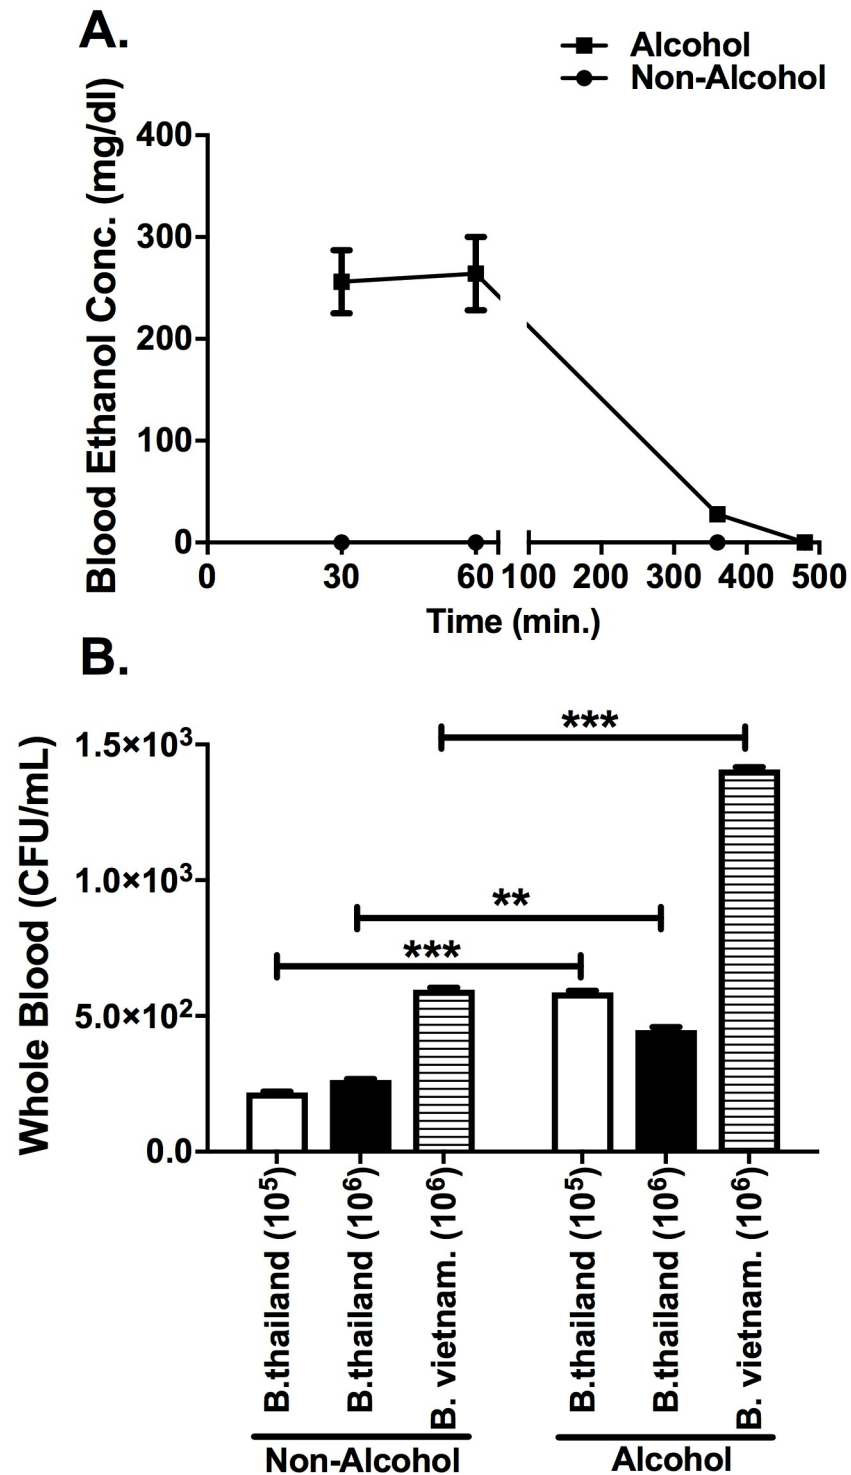 A.
Alcohol
Non-Alcohol
Blood Ethanol Conc. (mg/dl)
400
300
200
100
0
0 30 60 100 200 300 400 500
Time (min.)
B.
Whole Blood (CFU/mL)
1.5×10³
1.0×10³
5.0×10²
0.0
***
**
***
B.thailand (10⁵)
B.thailand (10⁶)
B. vietnam. (10⁶)
B.thailand (10⁵)
B.thailand (10⁶)
B. vietnam. (10⁶)
Non-Alcohol
Alcohol